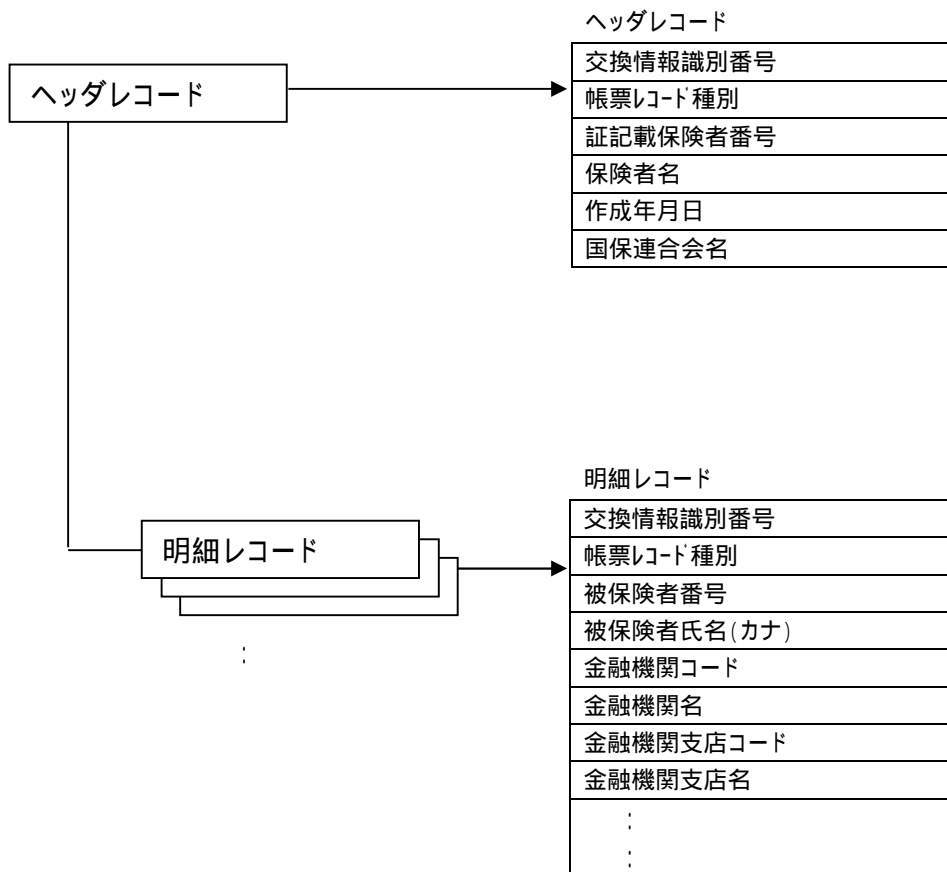 ヘッダレコード
ヘッダレコード
交換情報識別番号
帳票ﾚｺｰﾄﾞ種別
証記載保険者番号
保険者名
作成年月日
国保連合会名
明細レコード
明細レコード
交換情報識別番号
帳票ﾚｺｰﾄﾞ種別
被保険者番号
被保険者氏名(カナ)
金融機関コード
金融機関名
金融機関支店コード
金融機関支店名
:
:
: